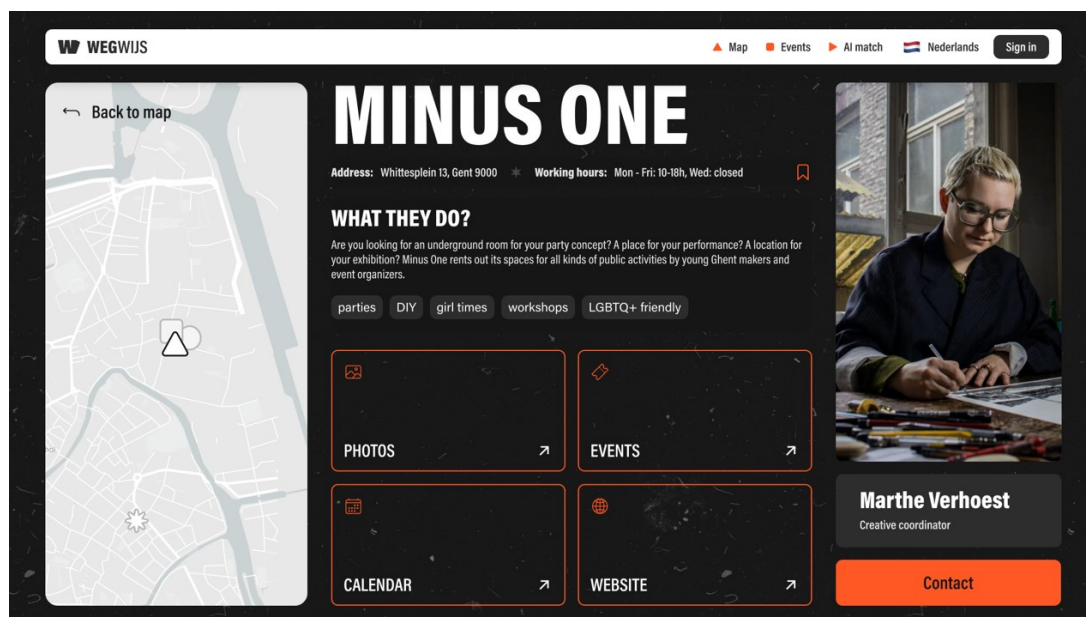 WEGWIJS
Map
Events
AI match
Nederlands
Sign in
Back to map
MINUS ONE
Address: Whittesplein 13, Gent 9000
Working hours: Mon - Fri: 10-18h, Wed: closed
WHAT THEY DO?
Are you looking for an underground room for your party concept? A place for your performance? A location for
your exhibition? Minus One rents out its spaces for all kinds of public activities by young Ghent makers and
event organizers.
parties
DIY
girl times
workshops
LGBTQ+ friendly
PHOTOS
EVENTS
CALENDAR
WEBSITE
Marthe Verhoest
Creative coordinator
Contact